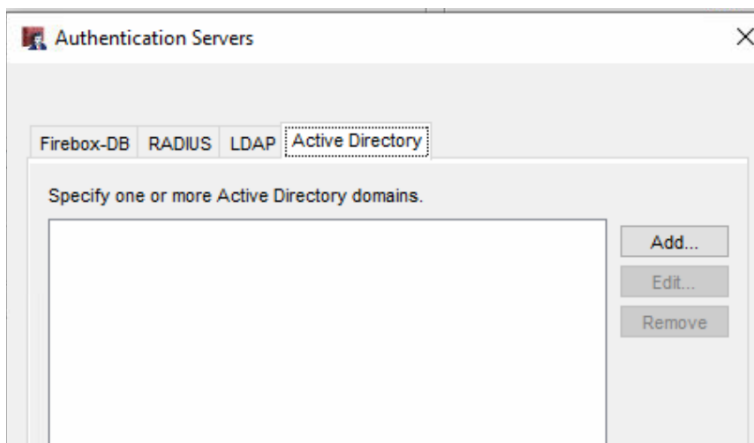 Authentication Servers
Firebox-DB RADIUS LDAP Active Directory
Specify one or more Active Directory domains.
Add...
Edit...
Remove